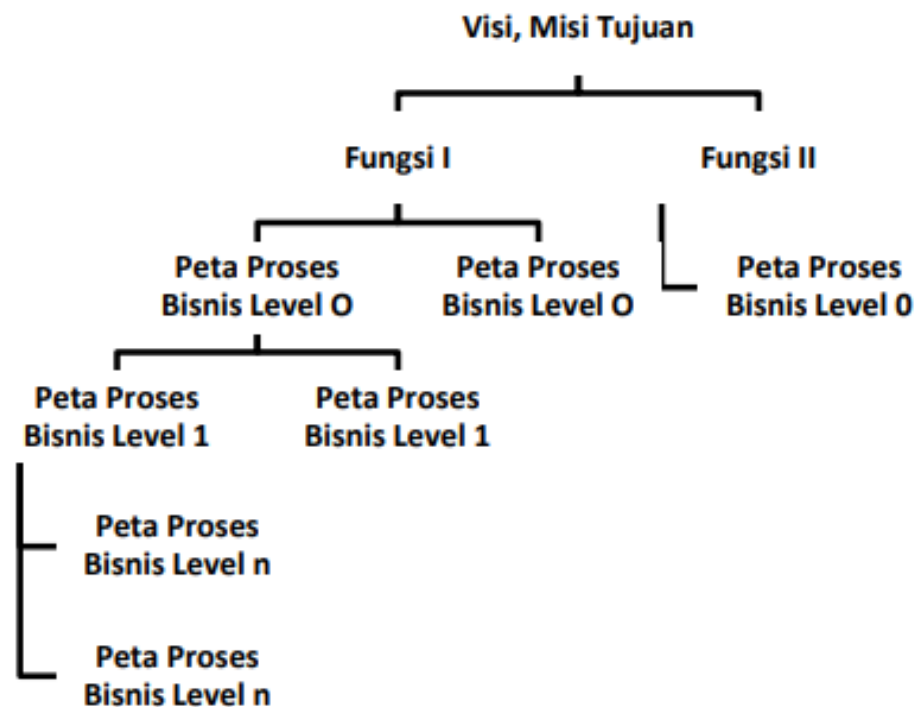 Visi, Misi Tujuan
Fungsi I
Fungsi II
Peta Proses
Bisnis Level O
Peta Proses
Bisnis Level O
Peta Proses
Bisnis Level 0
Peta Proses
Bisnis Level 1
Peta Proses
Bisnis Level 1
Peta Proses
Bisnis Level n
Peta Proses
Bisnis Level n